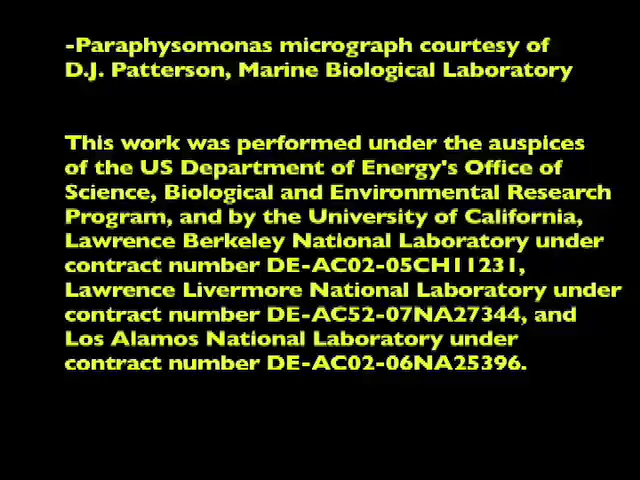 -Paraphysomonas micrograph courtesy of
D.J. Patterson, Marine Biological Laboratory
This work was performed under the auspices
of the US Department of Energy's Office of
Science, Biological and Environmental Research
Program, and by the University of California,
Lawrence Berkeley National Laboratory under
contract number DE-AC02-05CH11231,
Lawrence Livermore National Laboratory under
contract number DE-AC52-07NA27344, and
Los Alamos National Laboratory under
contract number DE-AC02-06NA25396.